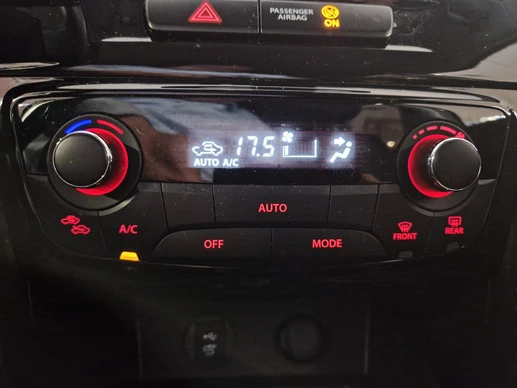 PASSENGER
AIRBAG
ON
17.5
AUTO A/C
AUTO
A/C
OFF
MODE
FRONT
REAR